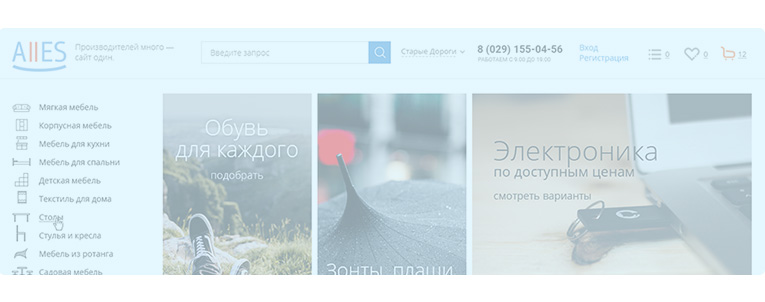 AllES
Производителей много —
сайт один.
Введите запрос
Старые Дороги
8 (029) 155-04-56
РАБОТАЕМ С 9.00 ДО 19.00
Вход
Регистрация
0
0
12
Мягкая мебель
Корпусная мебель
Мебель для кухни
Мебель для спальни
Детская мебель
Текстиль для дома
Столы
Стулья и кресла
Мебель из ротанга
Садовая мебель
Обувь
для каждого
подобрать
Зонты, плащи
Электроника
по доступным ценам
смотреть варианты